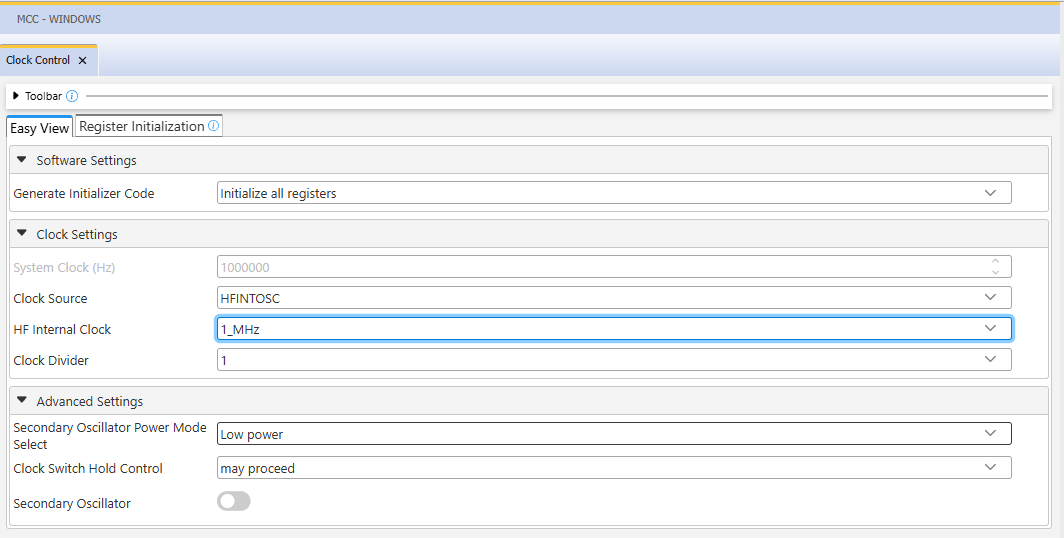 MCC - WINDOWS
Clock Control ×
Toolbar
Easy View Register Initialization
Software Settings
Generate Initializer Code Initialize all registers
Clock Settings
System Clock (Hz) 1000000
Clock Source HFINTOSC
HF Internal Clock 1_MHz
Clock Divider 1
Advanced Settings
Secondary Oscillator Power Mode
Select Low power
Clock Switch Hold Control may proceed
Secondary Oscillator